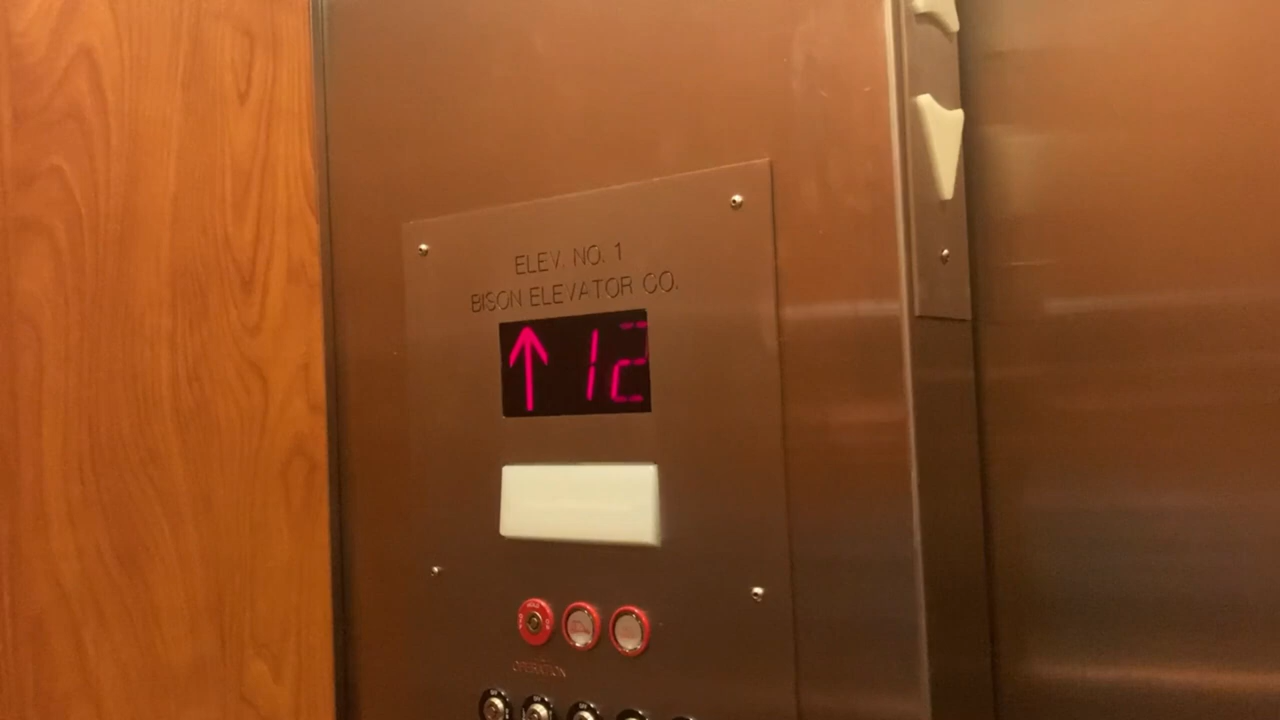 ELEV. NO. 1
BISON ELEVATOR CO.
↑ 12
OPERATION